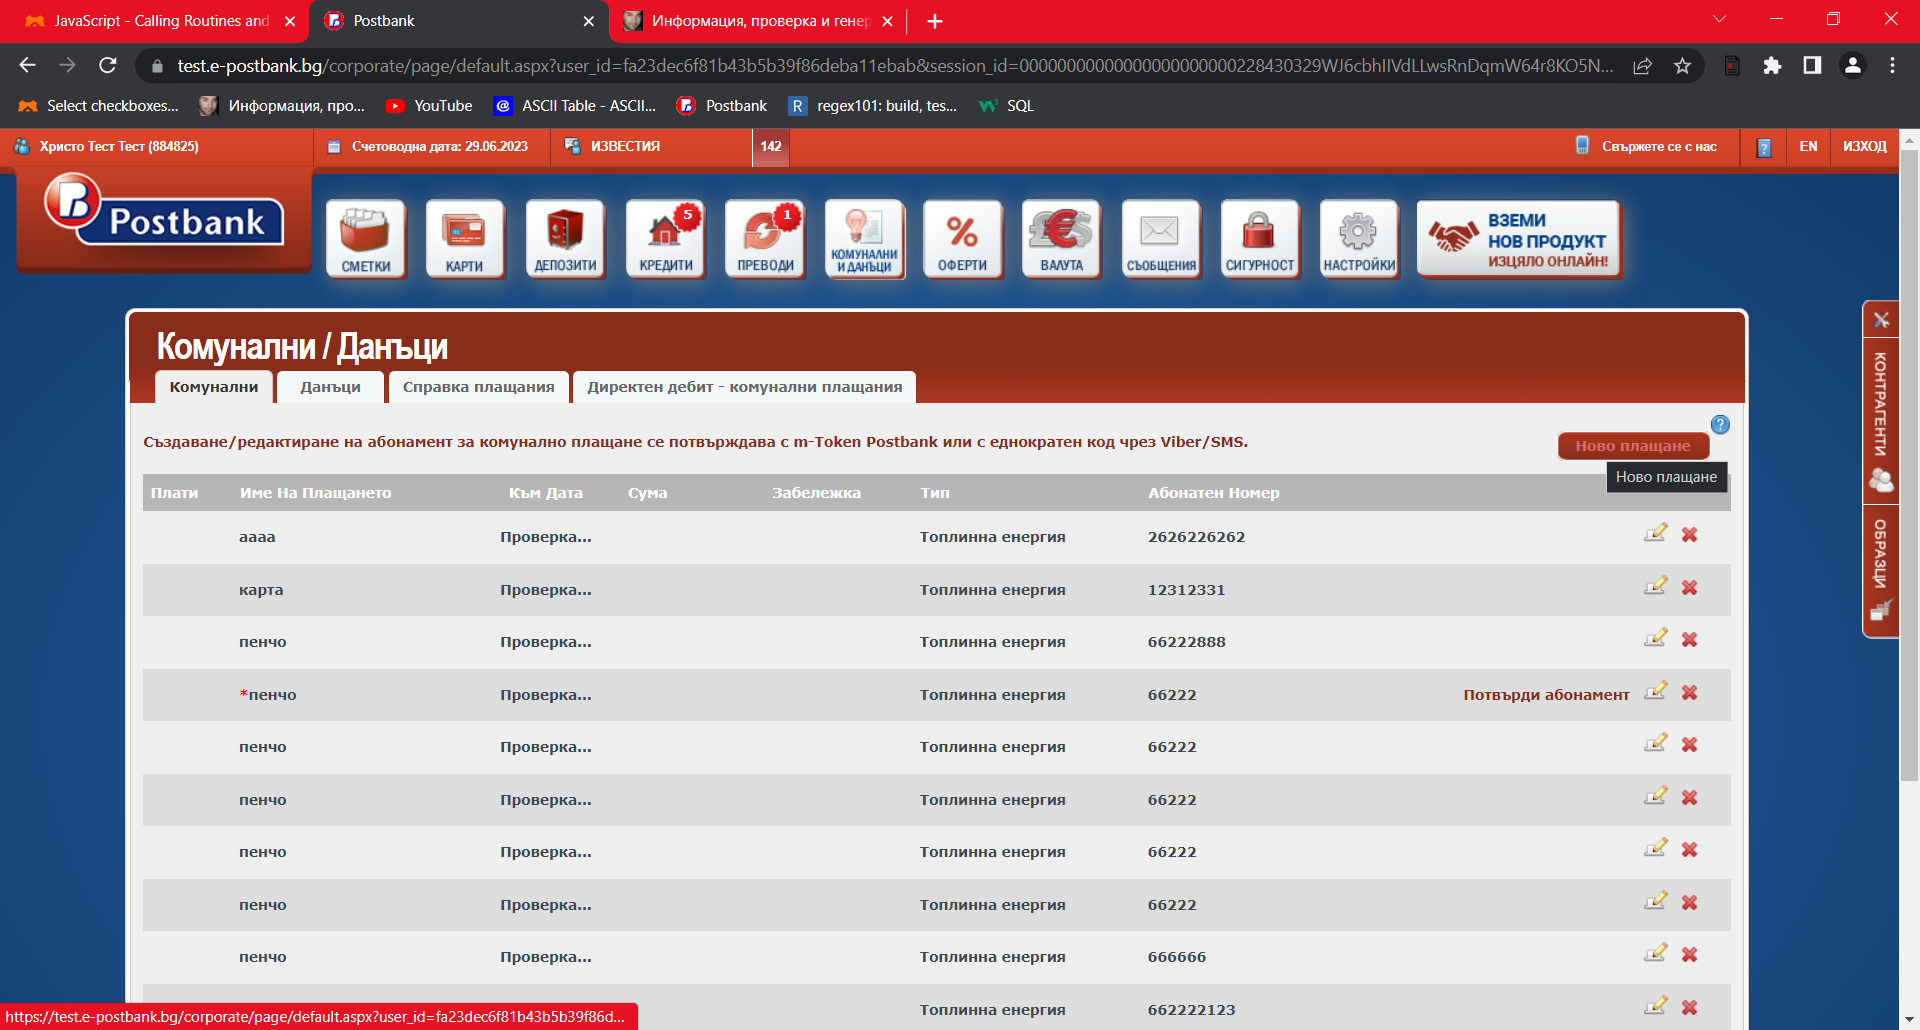 JavaScript - Calling Routines and
Postbank
Информация, проверка и генер
test.e-postbank.bg/corporate/page/default.aspx?user_id=fa23dec6f81b43b5b39f86deba11ebab&session_id=
Select checkboxes...
Информация, про...
YouTube
ASCII Table - ASCII...
Postbank
regex101: build, tes...
SQL
Христо Тест Тест (884825)
Счетоводна дата: 29.06.2023
ИЗВЕСТИЯ
142
Свържете се с нас
EN
ИЗХОД
Postbank
СМЕТКИ
КАРТИ
ДЕПОЗИТИ
5
КРЕДИТИ
1
ПРЕВОДИ
КОМУНАЛНИ
И ДАНЪЦИ
ОФЕРТИ
ВАЛУТА
СЪОБЩЕНИЯ
СИГУРНОСТ
НАСТРОЙКИ
ВЗЕМИ
НОВ ПРОДУКТ
ИЗЦЯЛО ОНЛАЙН!
Комунални / Данъци
Комунални
Данъци
Справка плащания
Директен дебит - комунални плащания
Създаване/редактиране на абонамент за комунално плащане се потвърждава с m-Token Postbank или с еднократен код чрез Viber/SMS.
Ново плащане
Ново плащане
Плати Име На Плащането Към Дата Сума Забележка Тип Абонатен Номер
аааа Проверка... Топлинна енергия 2626226262
карта Проверка... Топлинна енергия 12312331
пенчо Проверка... Топлинна енергия 66222888
*пенчо Проверка... Топлинна енергия 66222 Потвърди абонамент
пенчо Проверка... Топлинна енергия 66222
пенчо Проверка... Топлинна енергия 66222
пенчо Проверка... Топлинна енергия 66222
пенчо Проверка... Топлинна енергия 66222
пенчо Проверка... Топлинна енергия 666666
Топлинна енергия 662222123
КОНТРАГЕНТИ
ОБРАЗЦИ
https://test.e-postbank.bg/corporate/page/default.aspx?user_id=fa23dec6f81b43b5b39f86d...